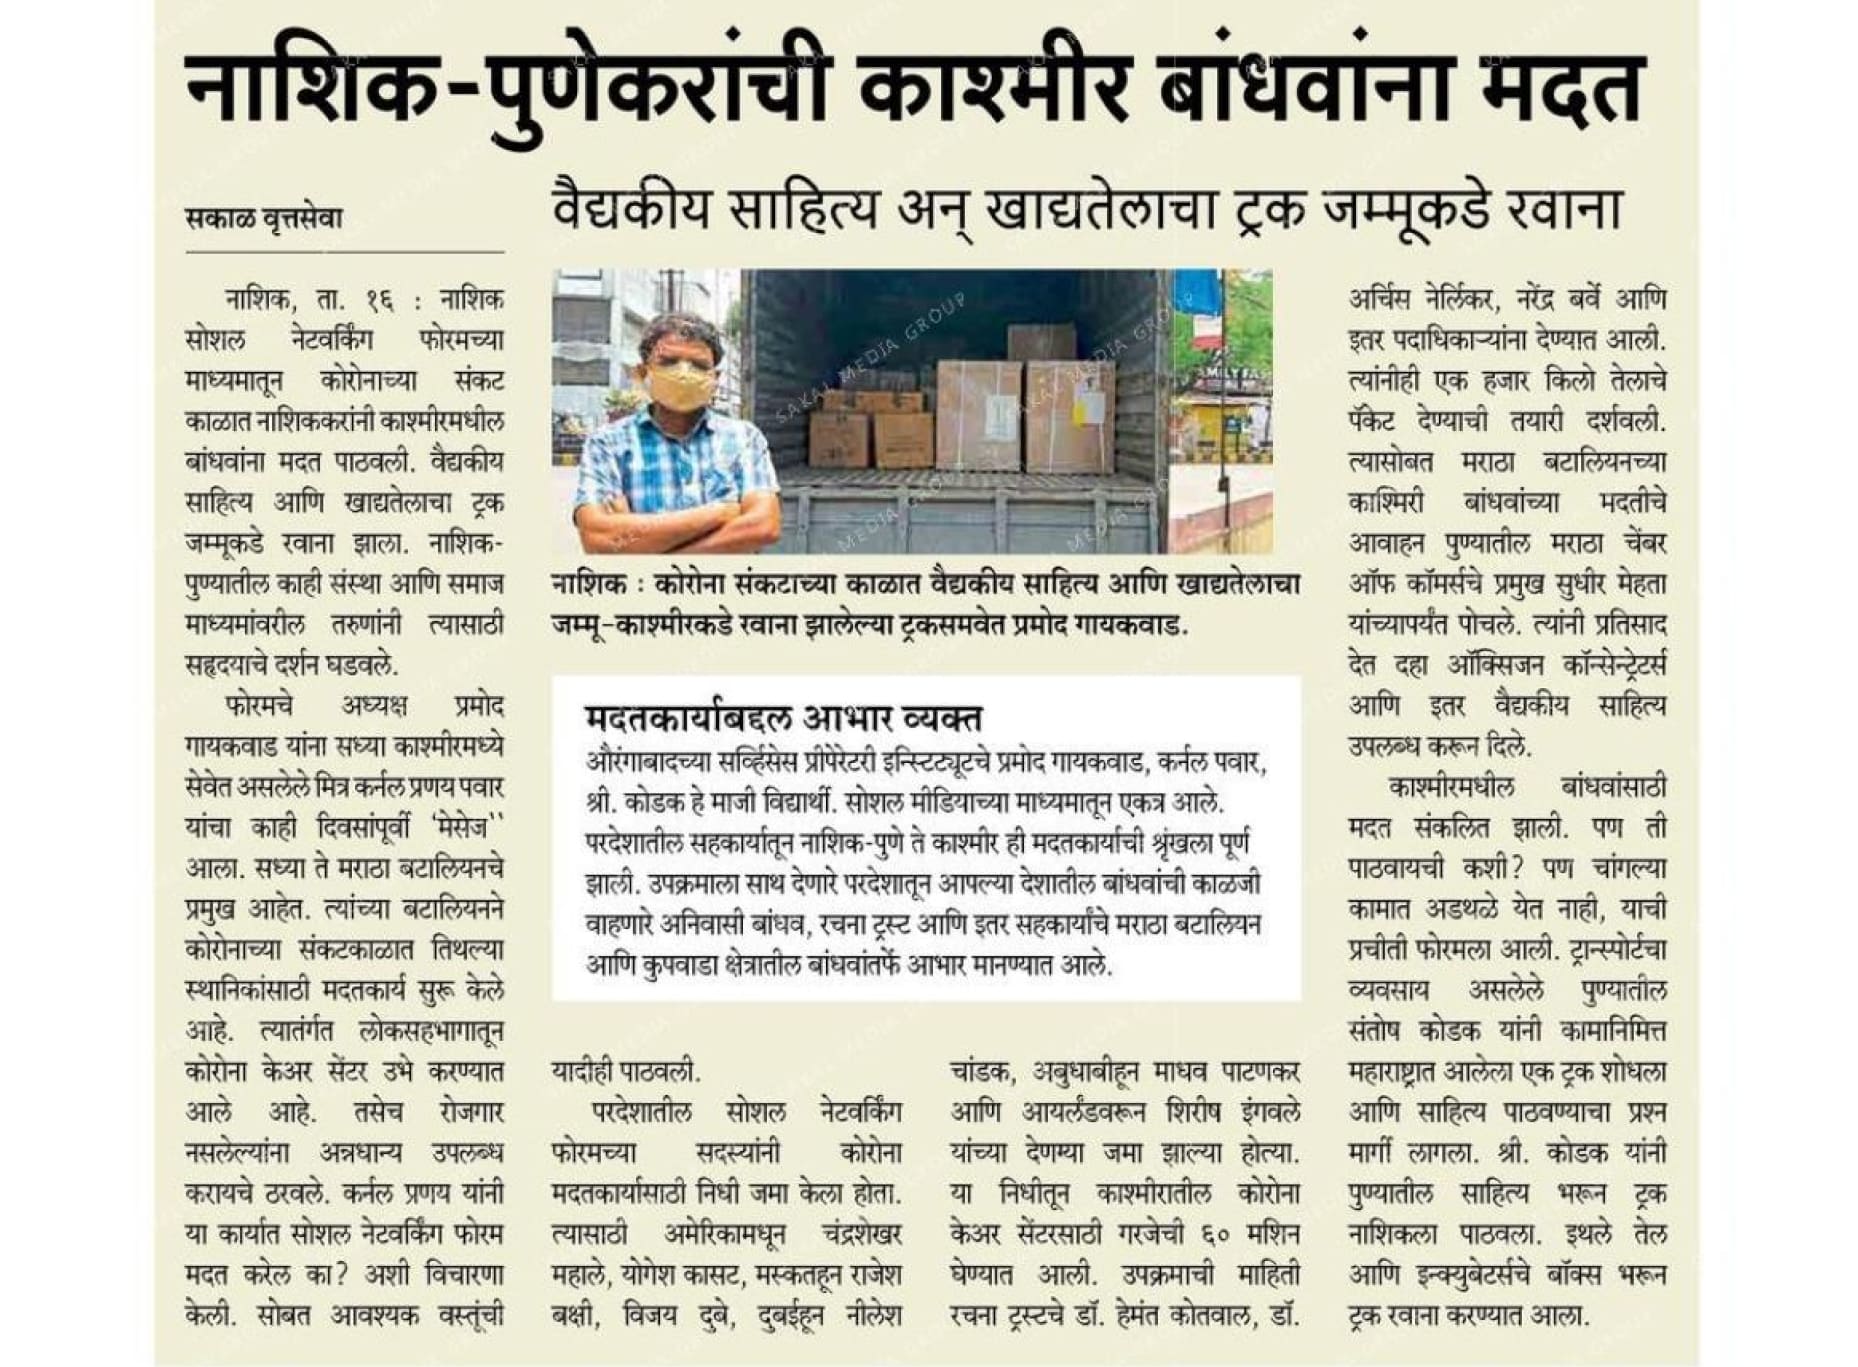 नाशिक-पुणेकरांची काश्मीर बांधवांना मदत
वैद्यकीय साहित्य अन् खाद्यतेलाचा ट्रक जम्मूकडे रवाना
सकाळ वृत्तसेवा
नाशिक, ता. १६ : नाशिक
सोशल नेटवर्किंग फोरमच्या
माध्यमातून कोरोनाच्या संकट
काळात नाशिककरांनी काश्मीरमधील
बांधवांना मदत पाठवली. वैद्यकीय
साहित्य आणि खाद्यतेलाचा ट्रक
जम्मूकडे रवाना झाला. नाशिक-
पुण्यातील काही संस्था आणि समाज
माध्यमांवरील तरुणांनी त्यासाठी
सहृदयाचे दर्शन घडवले.
फोरमचे अध्यक्ष प्रमोद
गायकवाड यांना सध्या काश्मीरमध्ये
सेवेत असलेले मित्र कर्नल प्रणय पवार
यांचा काही दिवसांपूर्वी ‘मेसेज’'
आला. सध्या ते मराठा बटालियनचे
प्रमुख आहेत. त्यांच्या बटालियनने
कोरोनाच्या संकटकाळात तिथल्या
स्थानिकांसाठी मदतकार्य सुरू केले
आहे. त्यातंर्गत लोकसहभागातून
कोरोना केअर सेंटर उभे करण्यात
आले आहे. तसेच रोजगार
नसलेल्यांना अन्नधान्य उपलब्ध
करायचे ठरवले. कर्नल प्रणय यांनी
या कार्यात सोशल नेटवर्किंग फोरम
मदत करेल का? अशी विचारणा
केली. सोबत आवश्यक वस्तूंची
SAKAL MEDIA GROUP
नाशिक : कोरोना संकटाच्या काळात वैद्यकीय साहित्य आणि खाद्यतेलाचा
जम्मू-काश्मीरकडे रवाना झालेल्या ट्रकसमवेत प्रमोद गायकवाड.
मदतकार्याबद्दल आभार व्यक्त
औरंगाबादच्या सर्व्हिसेस प्रीपेरेटरी इन्स्टिट्यूटचे प्रमोद गायकवाड, कर्नल पवार,
श्री. कोडक हे माजी विद्यार्थी. सोशल मीडियाच्या माध्यमातून एकत्र आले.
परदेशातील सहकार्यातून नाशिक-पुणे ते काश्मीर ही मदतकार्याची श्रृंखला पूर्ण
झाली. उपक्रमाला साथ देणारे परदेशातून आपल्या देशातील बांधवांची काळजी
वाहणारे अनिवासी बांधव, रचना ट्रस्ट आणि इतर सहकार्यांचे मराठा बटालियन
आणि कुपवाडा क्षेत्रातील बांधवांतर्फे आभार मानण्यात आले.
यादीही पाठवली.
परदेशातील सोशल नेटवर्किंग
फोरमच्या सदस्यांनी कोरोना
मदतकार्यासाठी निधी जमा केला होता.
त्यासाठी अमेरिकामधून चंद्रशेखर
महाले, योगेश कासट, मस्कतहून राजेश
बक्षी, विजय दुबे, दुबईहून नीलेश
चांडक, अबुधाबीहून माधव पाटणकर
आणि आयर्लंडवरून शिरीष इंगवले
यांच्या देणग्या जमा झाल्या होत्या.
या निधीतून काश्मीरातील कोरोना
केअर सेंटरसाठी गरजेची ६० मशिन
घेण्यात आली. उपक्रमाची माहिती
रचना ट्रस्टचे डॉ. हेमंत कोतवाल, डॉ.
अर्चिस नेर्लिकर, नरेंद्र बर्वे आणि
इतर पदाधिकाऱ्यांना देण्यात आली.
त्यांनीही एक हजार किलो तेलाचे
पॅकेट देण्याची तयारी दर्शवली.
त्यासोबत मराठा बटालियनच्या
काश्मिरी बांधवांच्या मदतीचे
आवाहन पुण्यातील मराठा चेंबर
ऑफ कॉमर्सचे प्रमुख सुधीर मेहता
यांच्यापर्यंत पोचले. त्यांनी प्रतिसाद
देत दहा ऑक्सिजन कॉन्सेन्ट्रेटर्स
आणि इतर वैद्यकीय साहित्य
उपलब्ध करून दिले.
काश्मीरमधील बांधवांसाठी
मदत संकलित झाली. पण ती
पाठवायची कशी? पण चांगल्या
कामात अडथळे येत नाही, याची
प्रचीती फोरमला आली. ट्रान्स्पोर्टचा
व्यवसाय असलेले पुण्यातील
संतोष कोडक यांनी कामानिमित्त
महाराष्ट्रात आलेला एक ट्रक शोधला
आणि साहित्य पाठवण्याचा प्रश्न
मार्गी लागला. श्री. कोडक यांनी
पुण्यातील साहित्य भरून ट्रक
नाशिकला पाठवला. इथले तेल
आणि इन्क्युबेटर्सचे बॉक्स भरून
ट्रक रवाना करण्यात आला.